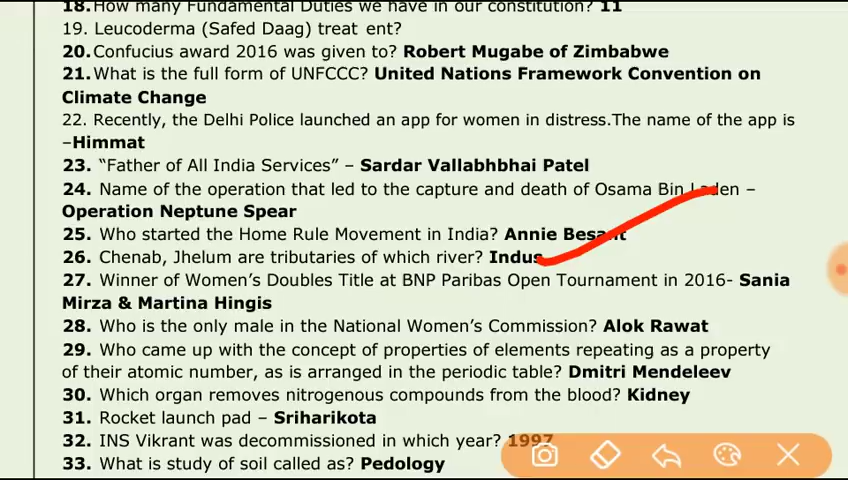 18. How many Fundamental Duties we have in our constitution? 11
19. Leucoderma (Safed Daag) treat ent?
20. Confucius award 2016 was given to? Robert Mugabe of Zimbabwe
21. What is the full form of UNFCCC? United Nations Framework Convention on
Climate Change
22. Recently, the Delhi Police launched an app for women in distress.The name of the app is
–Himmat
23. “Father of All India Services” – Sardar Vallabhbhai Patel
24. Name of the operation that led to the capture and death of Osama Bin Laden –
Operation Neptune Spear
25. Who started the Home Rule Movement in India? Annie Besant
26. Chenab, Jhelum are tributaries of which river? Indus
27. Winner of Women’s Doubles Title at BNP Paribas Open Tournament in 2016- Sania
Mirza & Martina Hingis
28. Who is the only male in the National Women’s Commission? Alok Rawat
29. Who came up with the concept of properties of elements repeating as a property
of their atomic number, as is arranged in the periodic table? Dmitri Mendeleev
30. Which organ removes nitrogenous compounds from the blood? Kidney
31. Rocket launch pad – Sriharikota
32. INS Vikrant was decommissioned in which year? 1997
33. What is study of soil called as? Pedology